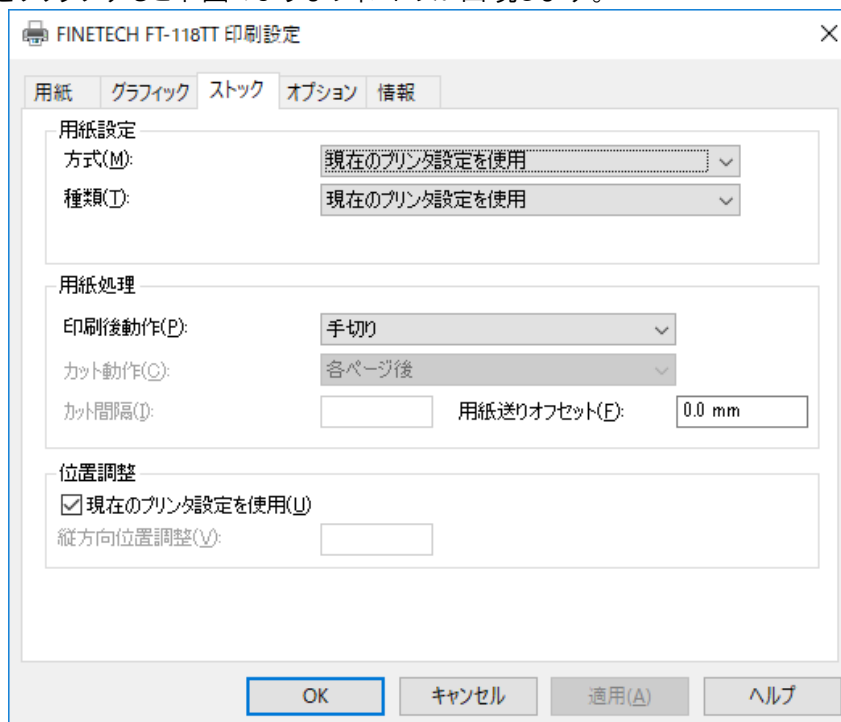 FINETECH FT-118TT 印刷設定
用紙 グラフィック ストック オプション 情報
用紙設定
方式(M): 現在のプリンタ設定を使用
種類(T): 現在のプリンタ設定を使用
用紙処理
印刷後動作(P): 手切り
カット動作(C): 各ページ後
カット間隔(I): 用紙送りオフセット(F): 0.0 mm
位置調整
現在のプリンタ設定を使用(U)
縦方向位置調整(V):
OK キャンセル 適用(A) ヘルプ